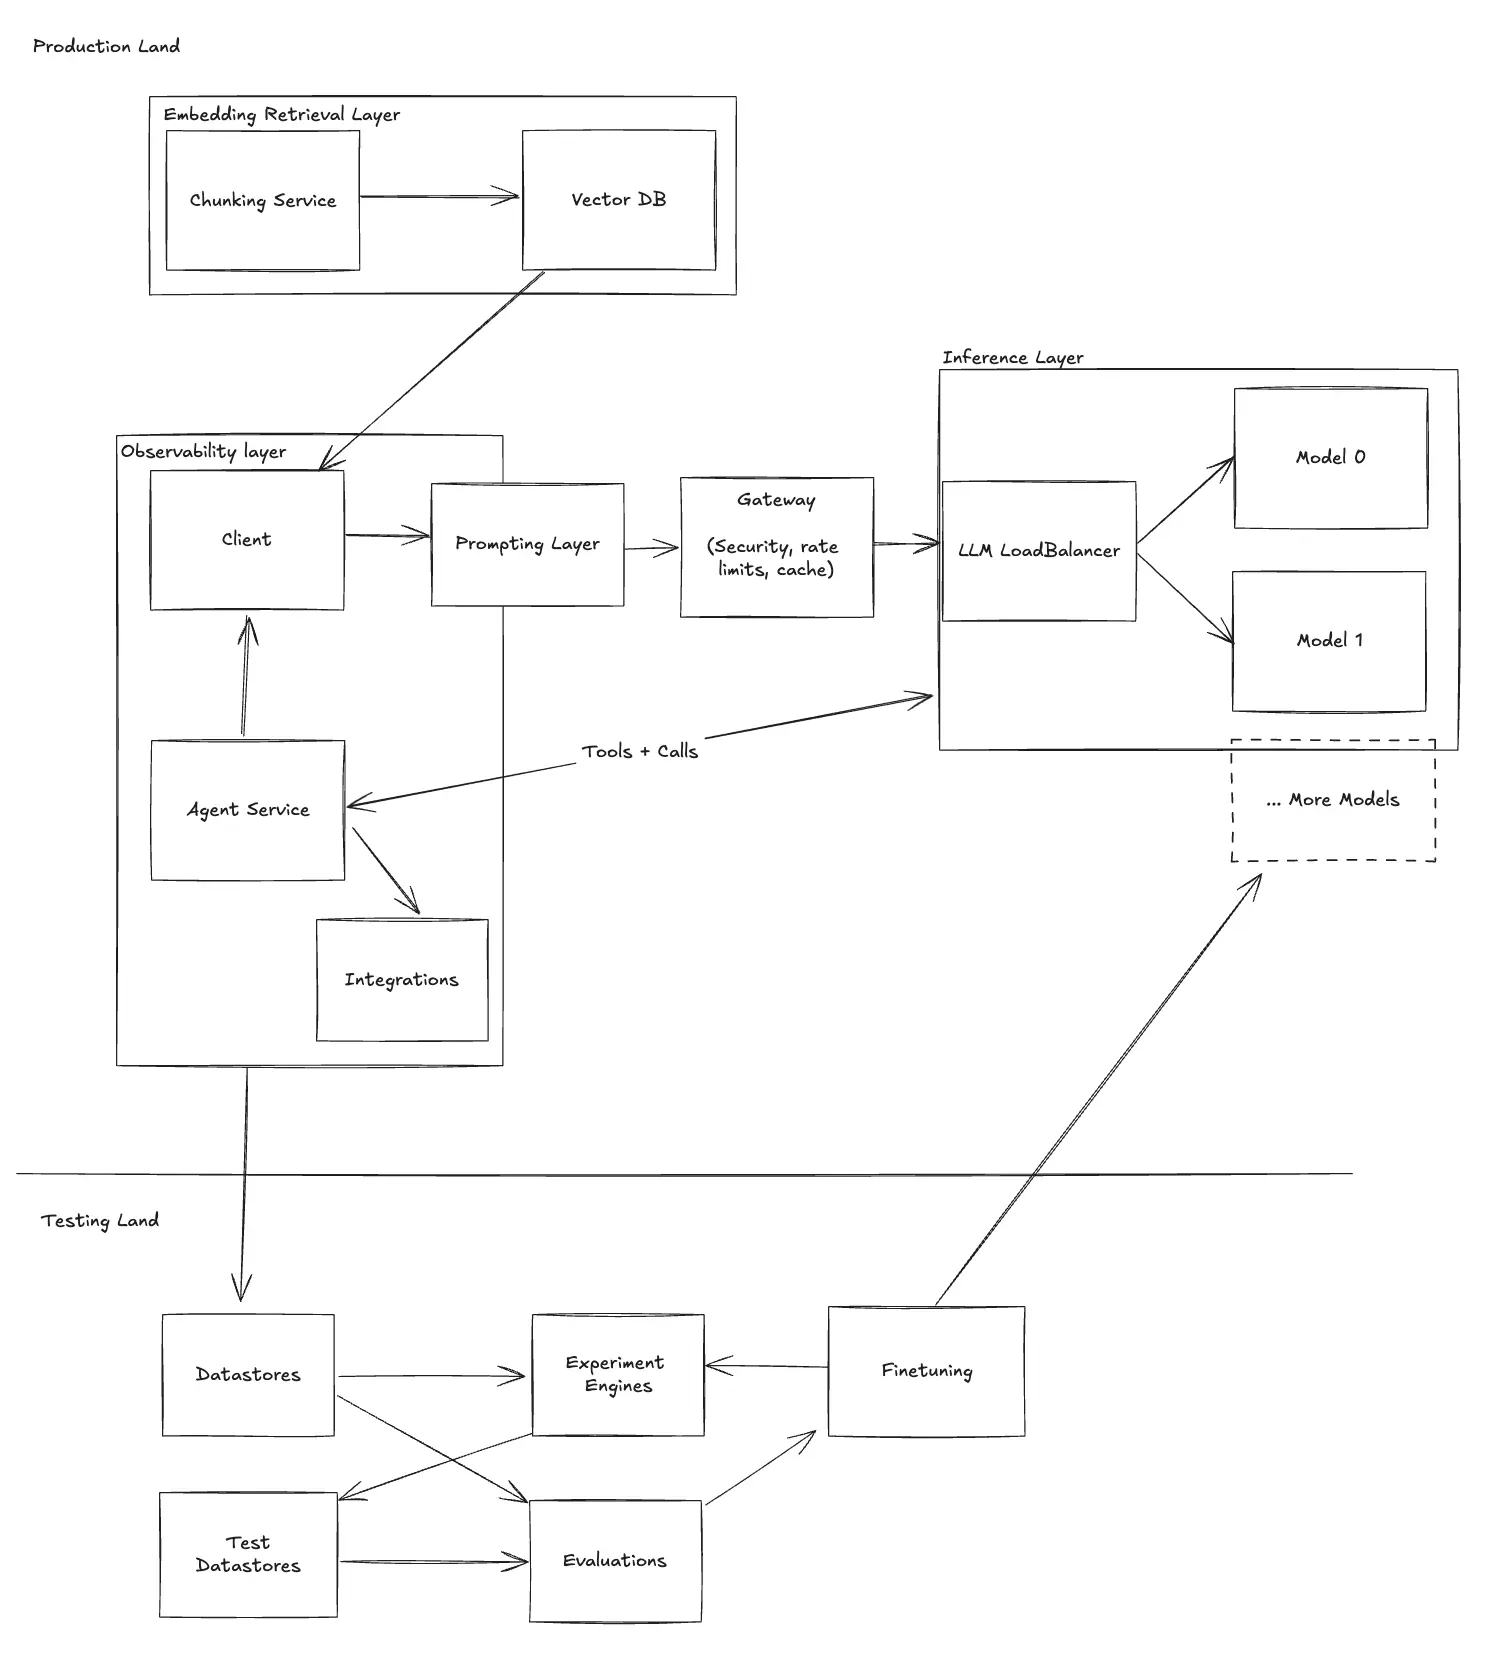 Production Land
Embedding Retrieval Layer
Chunking Service
Vector DB
Inference Layer
Model 0
Observability layer
Client
Prompting Layer
Gateway
(Security, rate
limits, cache)
LLM LoadBalancer
Model 1
Tools + Calls
Agent Service
... More Models
Integrations
Testing Land
Datastores
Experiment
Engines
Finetuning
Test
Datastores
Evaluations